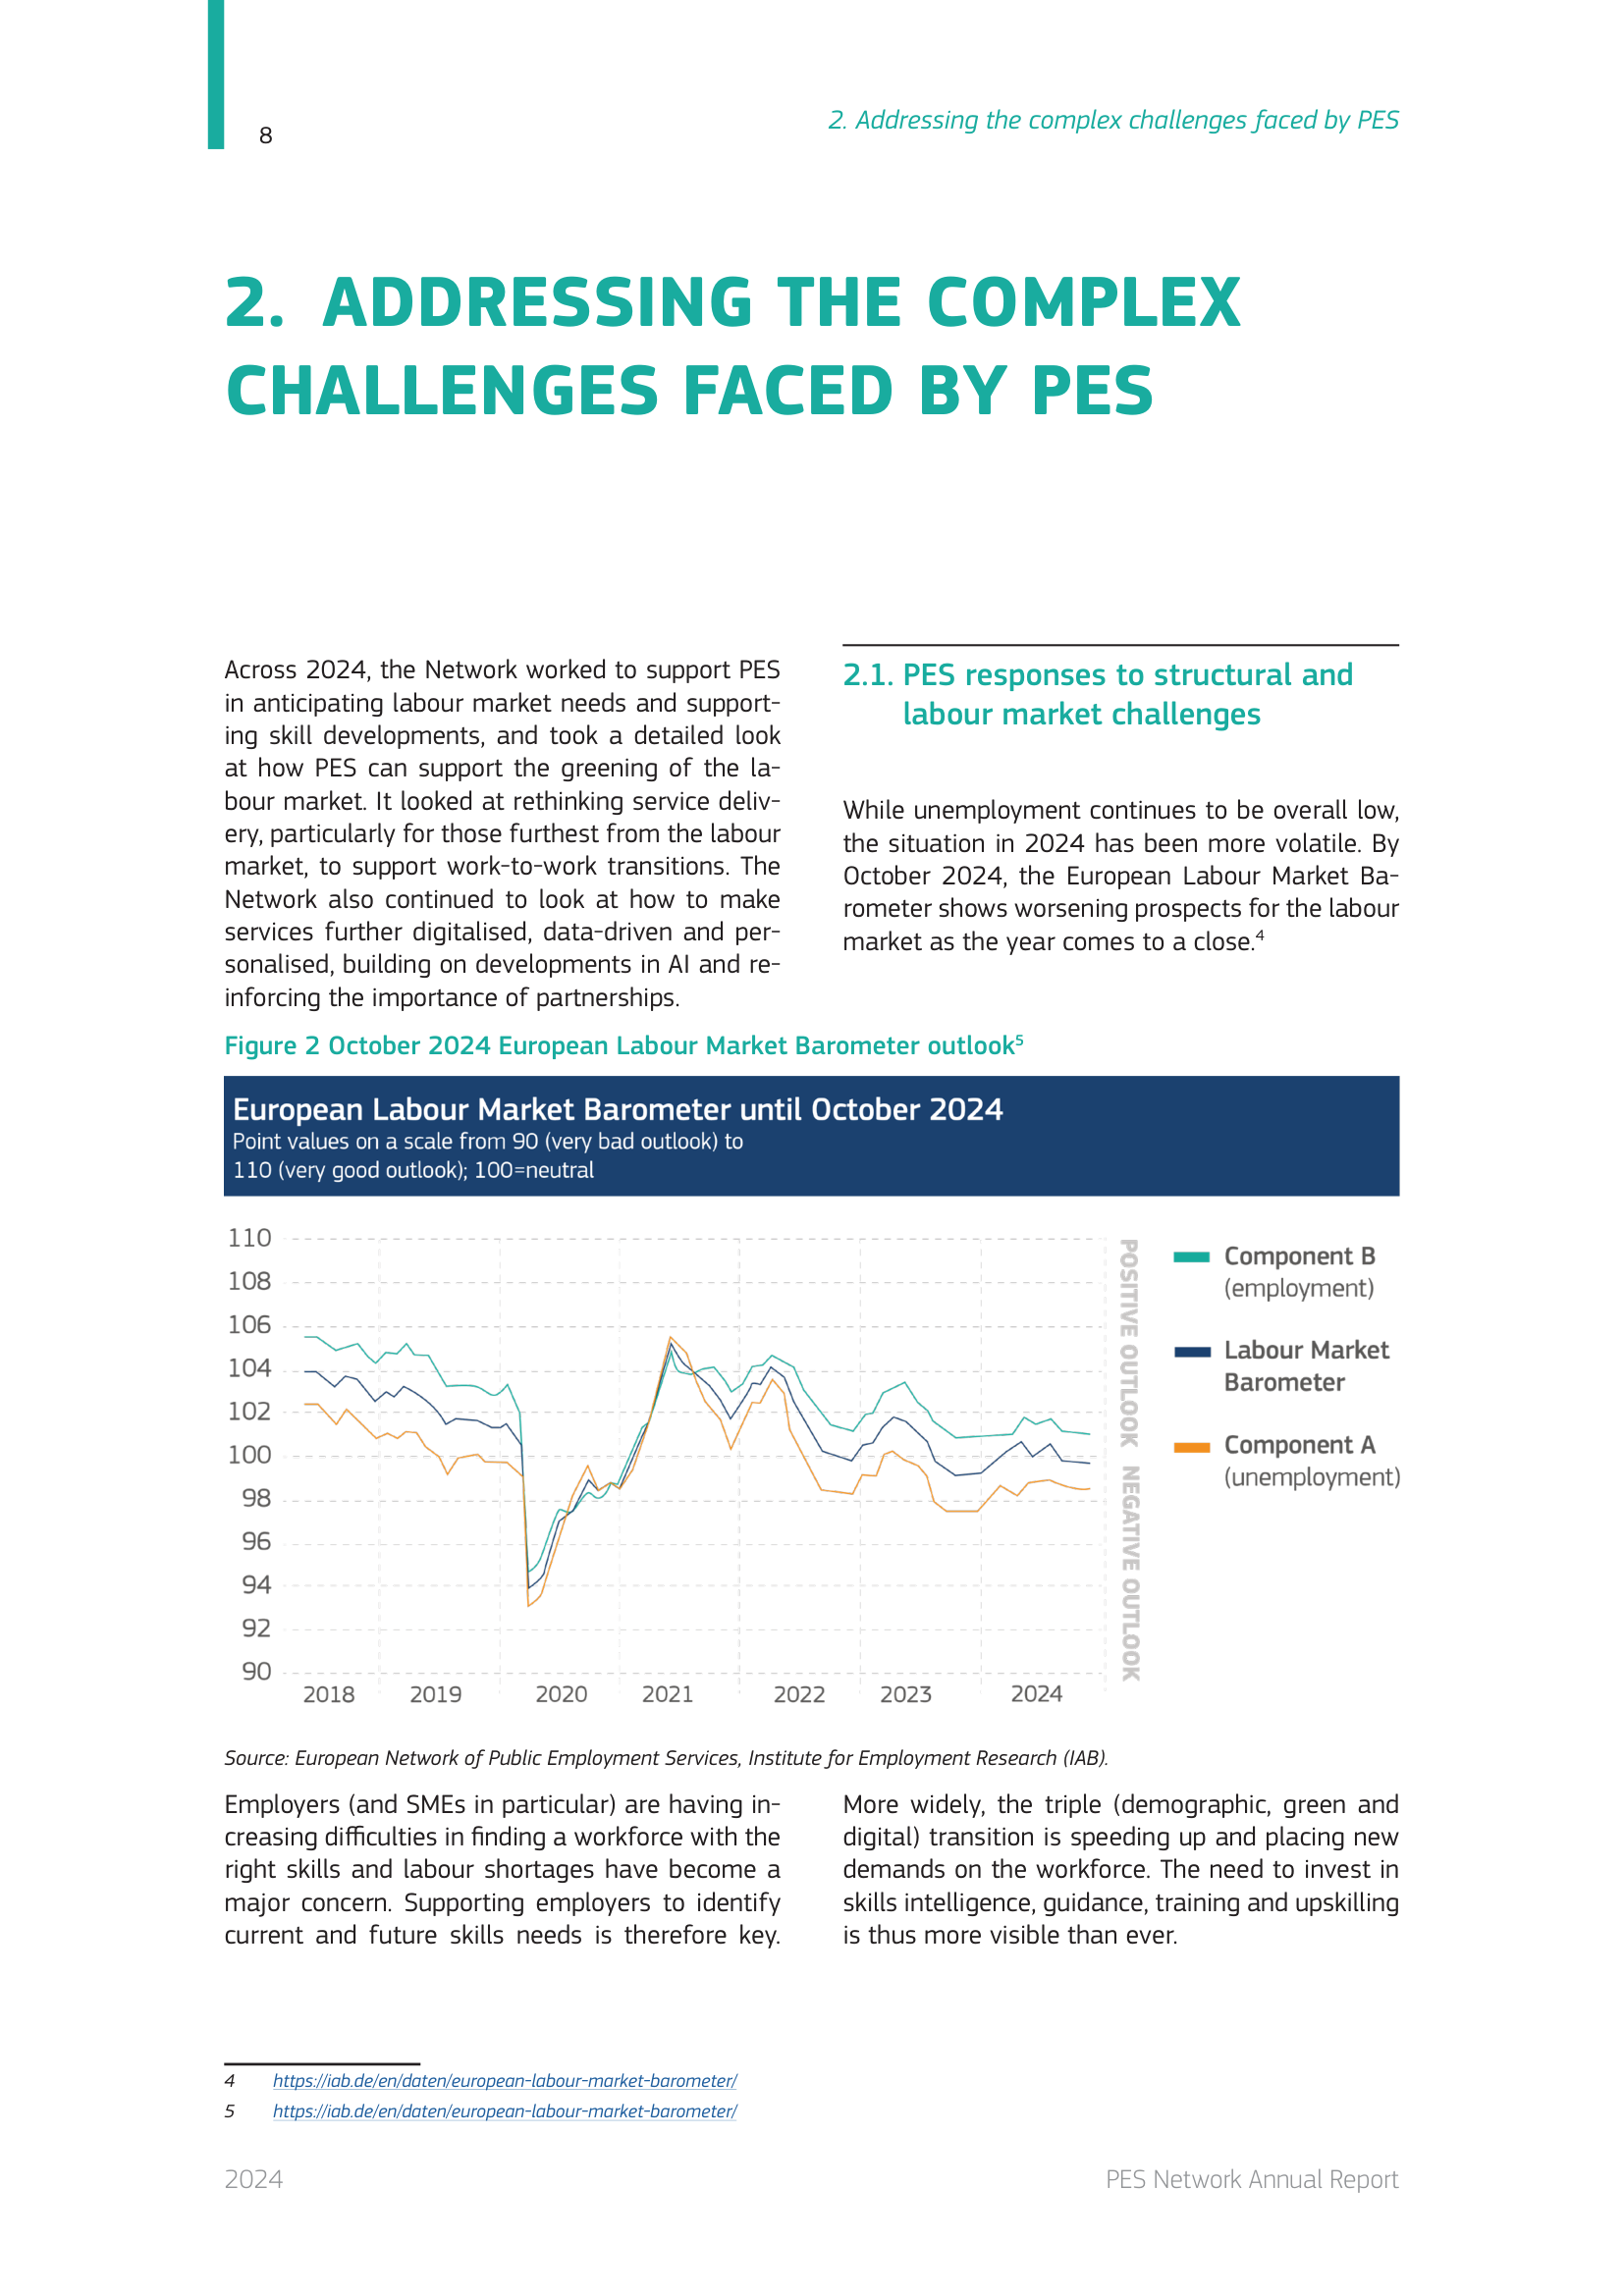 8
2. Addressing the complex challenges faced by PES
2. ADDRESSING THE COMPLEX
CHALLENGES FACED BY PES
Across 2024, the Network worked to support PES
in anticipating labour market needs and support-
ing skill developments, and took a detailed look
at how PES can support the greening of the la-
bour market. It looked at rethinking service deliv-
ery, particularly for those furthest from the labour
market, to support work-to-work transitions. The
Network also continued to look at how to make
services further digitalised, data-driven and per-
sonalised, building on developments in AI and re-
inforcing the importance of partnerships.
2.1. PES responses to structural and
labour market challenges
While unemployment continues to be overall low,
the situation in 2024 has been more volatile. By
October 2024, the European Labour Market Ba-
rometer shows worsening prospects for the labour
market as the year comes to a close.4
Figure 2 October 2024 European Labour Market Barometer outlook5
European Labour Market Barometer until October 2024
Point values on a scale from 90 (very bad outlook) to
110 (very good outlook); 100=neutral
110
108
106
104
102
100
98
96
94
92
90
2018 2019 2020 2021 2022 2023 2024
POSITIVE OUTLOOK
NEGATIVE OUTLOOK
Component B
(employment)
Labour Market
Barometer
Component A
(unemployment)
Source: European Network of Public Employment Services, Institute for Employment Research (IAB).
Employers (and SMEs in particular) are having in-
creasing difficulties in finding a workforce with the
right skills and labour shortages have become a
major concern. Supporting employers to identify
current and future skills needs is therefore key.
More widely, the triple (demographic, green and
digital) transition is speeding up and placing new
demands on the workforce. The need to invest in
skills intelligence, guidance, training and upskilling
is thus more visible than ever.
4 https://iab.de/en/daten/european-labour-market-barometer/
5 https://iab.de/en/daten/european-labour-market-barometer/
2024
PES Network Annual Report